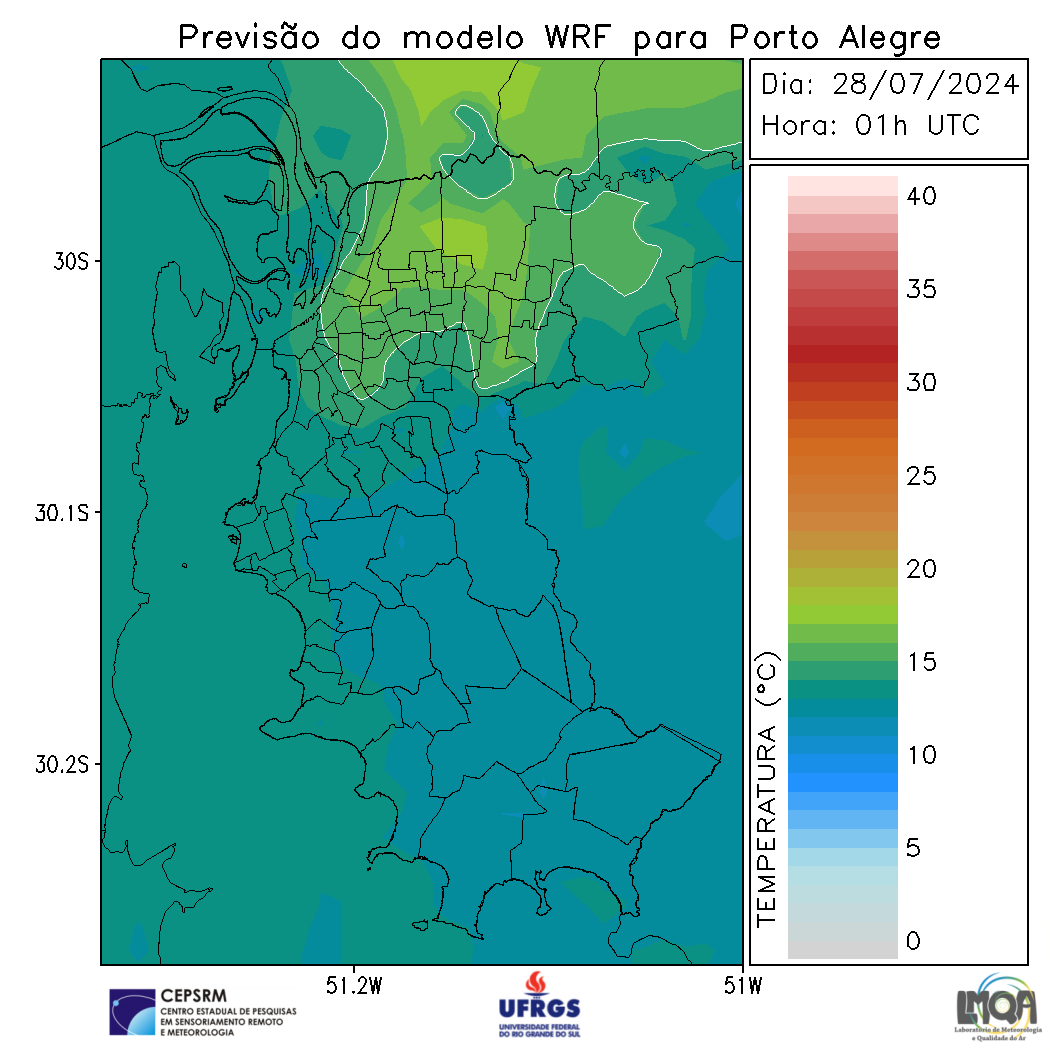 Previsão do modelo WRF para Porto Alegre
Dia: 28/07/2024
Hora: 01h UTC
40
35
30
25
20
15
10
5
0
TEMPERATURA (°C)
30S
30.1S
30.2S
51.2W
51W
CEPSRM
CENTRO ESTADUAL DE PESQUISAS
EM SENSORIAMENTO REMOTO
E METEOROLOGIA
UFRGS
UNIVERSIDADE FEDERAL
DO RIO GRANDE DO SUL
LMQA
Laboratório de Meteorologia
e Qualidade do Ar